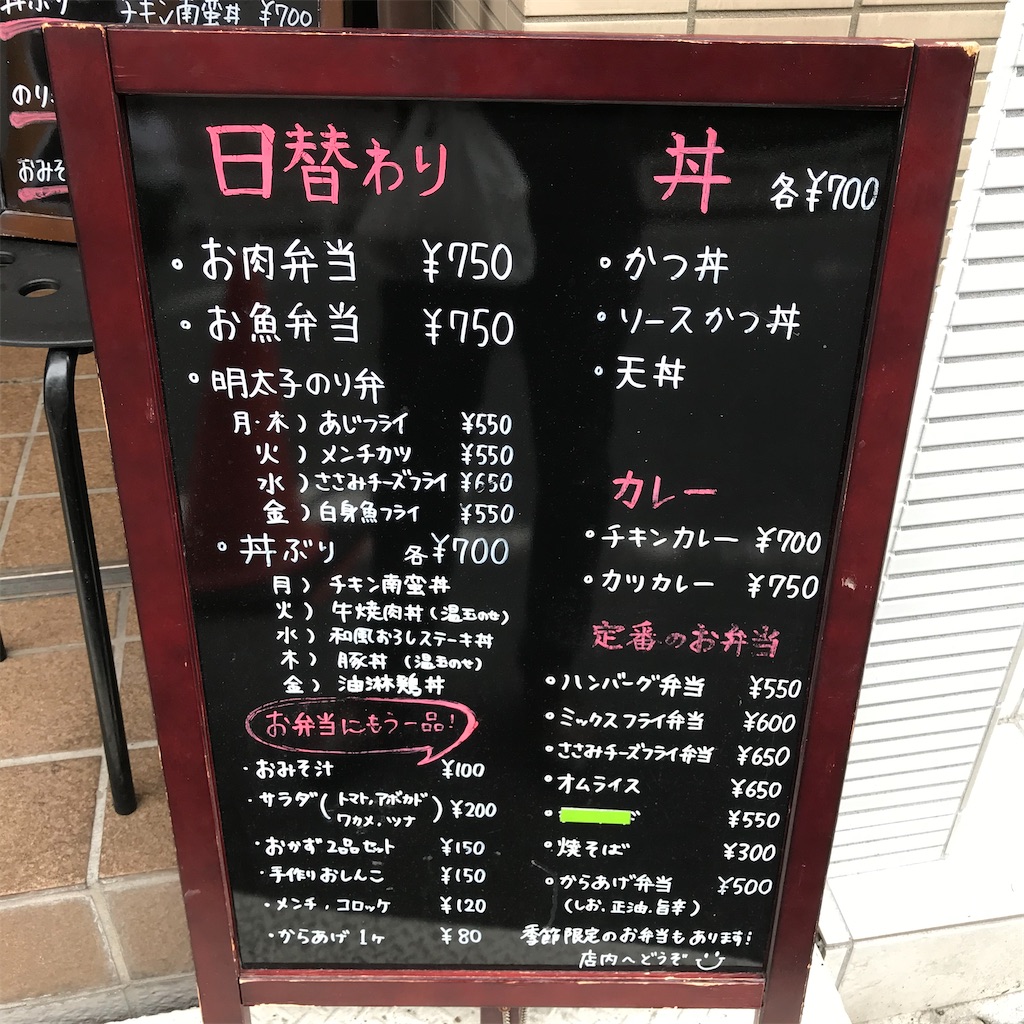 チキン南蛮丼 ¥700
のり
おみそ
日替わり
・お肉弁当 ¥750
・お魚弁当 ¥750
・明太子のり弁
月・木）あじフライ ¥550
火）メンチカツ ¥550
水）ささみチーズフライ ¥650
金）白身魚フライ ¥550
・丼ぶり 各¥700
月）チキン南蛮丼
火）牛焼肉丼（温玉のせ）
水）和風おろしステーキ丼
木）豚丼（温玉のせ）
金）油淋鶏丼
お弁当にもう一品！
・おみそ汁 ¥100
・サラダ（トマト,アボカド
ワカメ,ツナ）¥200
・おかず2品セット ¥150
・手作りおしんこ ¥150
・メンチ,コロッケ ¥120
・からあげ1ヶ ¥80
丼 各¥700
・かつ丼
・ソースかつ丼
・天丼
カレー
・チキンカレー ¥700
・カツカレー ¥750
定番のお弁当
・ハンバーグ弁当 ¥550
・ミックスフライ弁当 ¥600
・ささみチーズフライ弁当 ¥650
・オムライス ¥650
・ ¥550
・焼そば ¥300
・からあげ弁当 ¥500
（しお,正油,旨辛）
季節限定のお弁当もあります！
店内へどうぞ